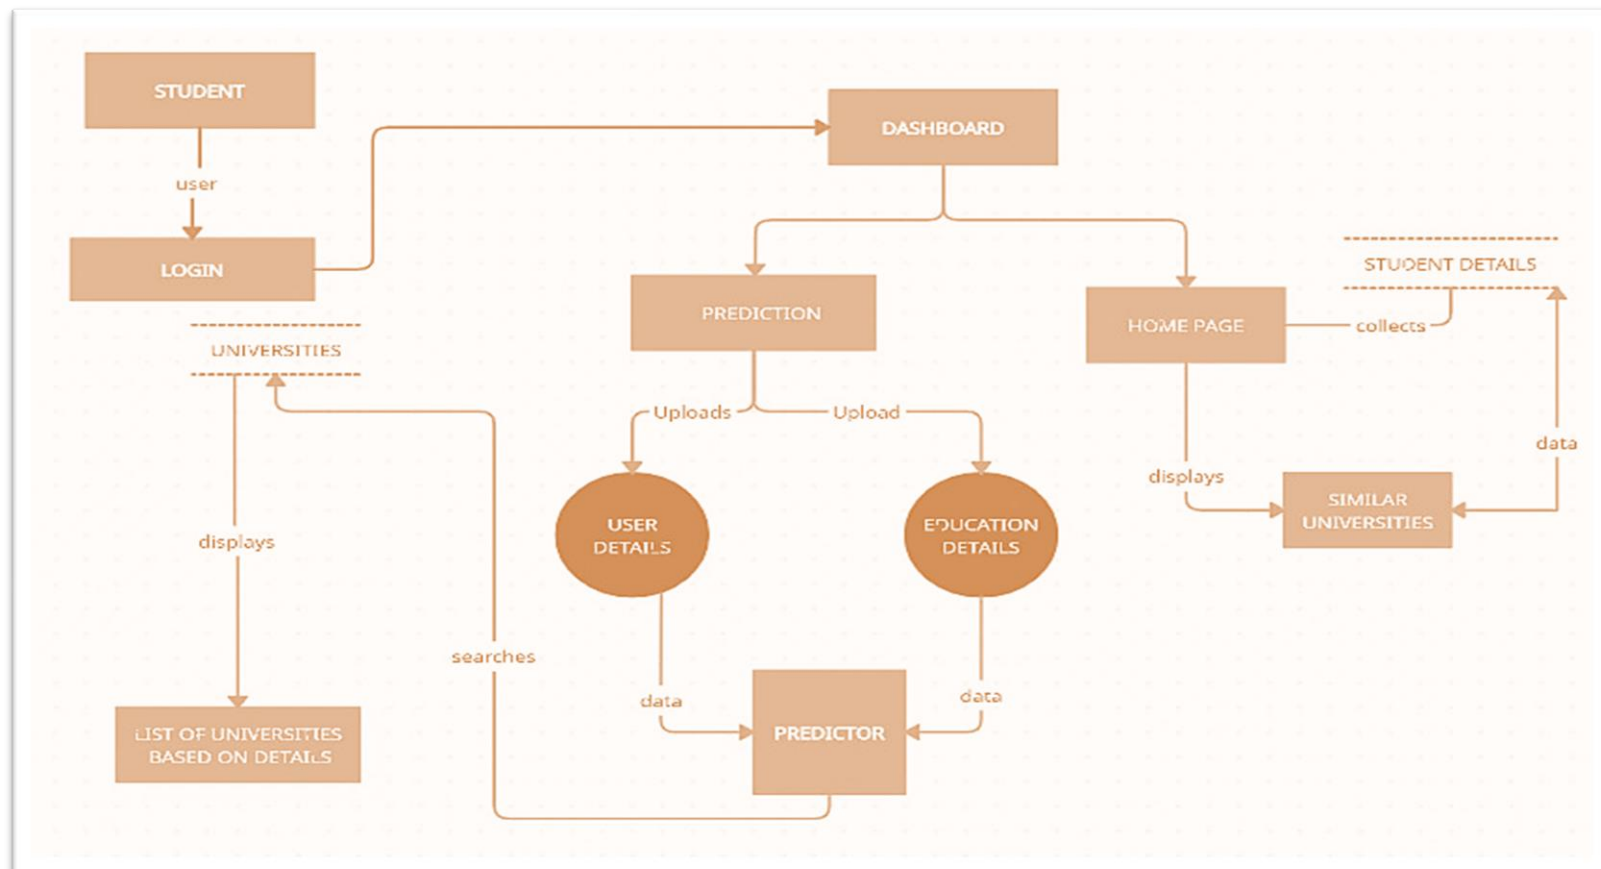 STUDENT
DASHBOARD
user
LOGIN
STUDENT DETAILS
PREDICTION
HOME PAGE
collects
UNIVERSITIES
Uploads
Upload
data
displays
SIMILAR
UNIVERSITIES
USER
DETAILS
EDUCATION
DETAILS
displays
searches
data
data
PREDICTOR
LIST OF UNIVERSITIES
BASED ON DETAILS